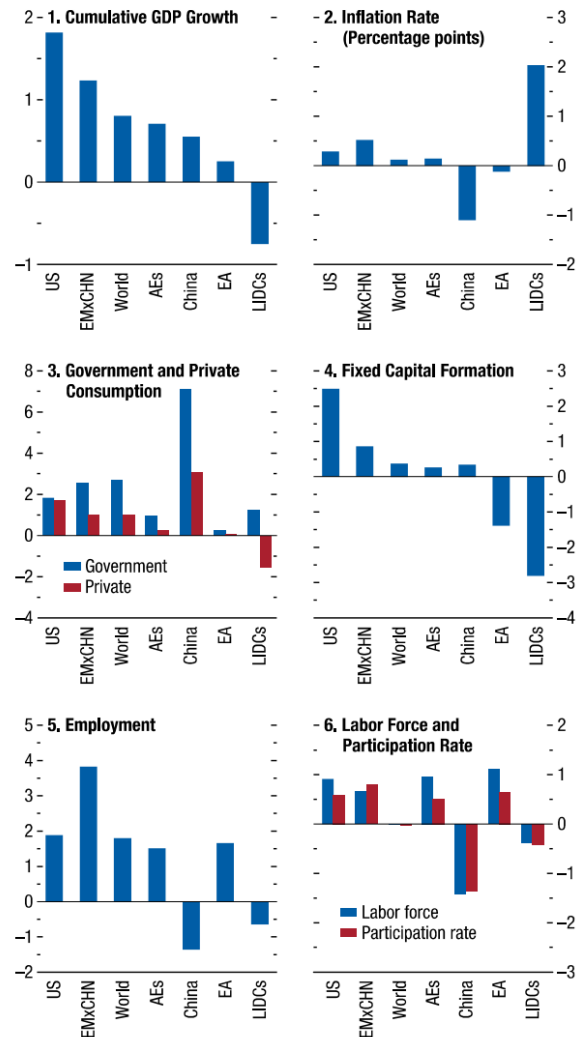 1. Cumulative GDP Growth
2
1
0
–1
US
EMxCHN
World
AEs
China
EA
LIDCs
2. Inflation Rate
(Percentage points)
3
2
1
0
–1
–2
US
EMxCHN
World
AEs
China
EA
LIDCs
3. Government and Private
Consumption
8
6
4
2
0
–2
–4
Government
Private
US
EMxCHN
World
AEs
China
EA
LIDCs
4. Fixed Capital Formation
3
2
1
0
–1
–2
–3
–4
US
EMxCHN
World
AEs
China
EA
LIDCs
5. Employment
5
4
3
2
1
0
–1
–2
US
EMxCHN
World
AEs
China
EA
LIDCs
6. Labor Force and
Participation Rate
2
1
0
–1
–2
–3
Labor force
Participation rate
US
EMxCHN
World
AEs
China
EA
LIDCs